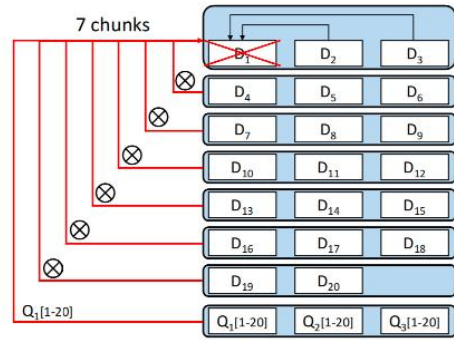 7 chunks
D1 D2 D3
D4 D5 D6
D7 D8 D9
D10 D11 D12
D13 D14 D15
D16 D17 D18
D19 D20
Q1[1-20] Q1[1-20] Q2[1-20] Q3[1-20]